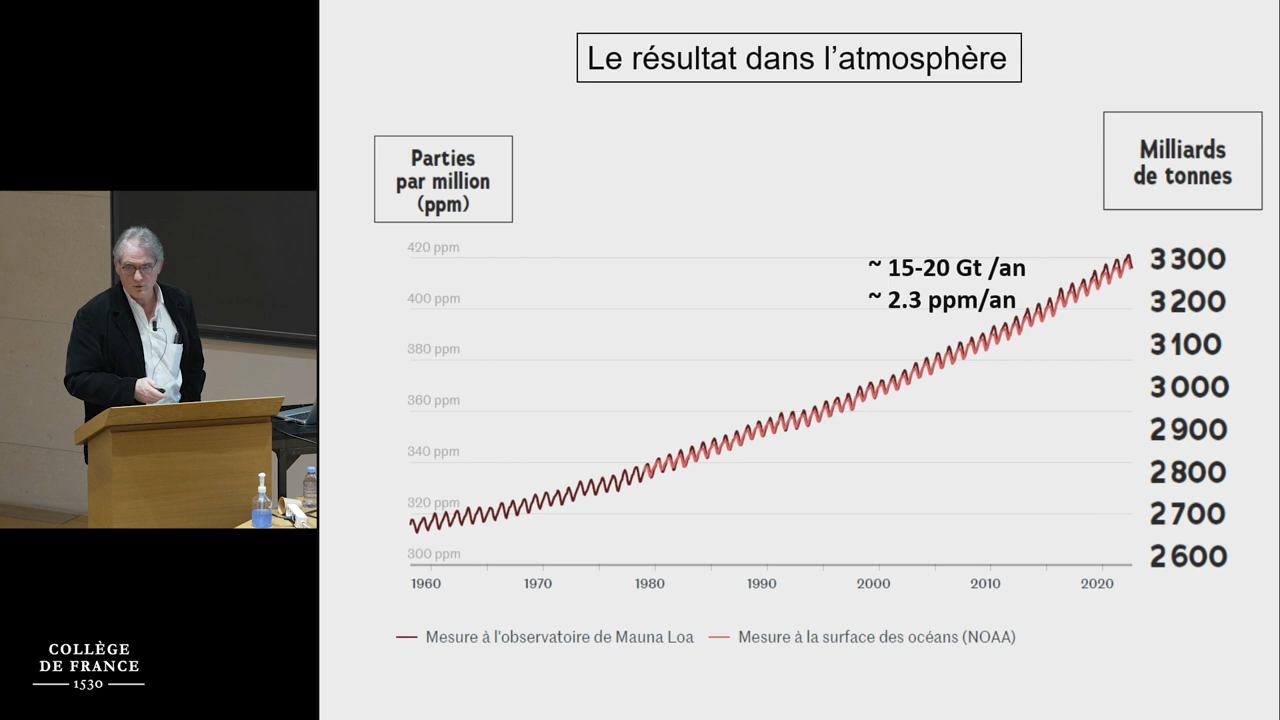 Le résultat dans l’atmosphère
Parties
par million
(ppm)
Milliards
de tonnes
420 ppm
400 ppm
380 ppm
360 ppm
340 ppm
320 ppm
300 ppm
~ 15-20 Gt /an
~ 2.3 ppm/an
3 300
3 200
3 100
3 000
2 900
2 800
2 700
2 600
1960 1970 1980 1990 2000 2010 2020
Mesure à l'observatoire de Mauna Loa Mesure à la surface des océans (NOAA)
COLLÈGE
DE FRANCE
1530